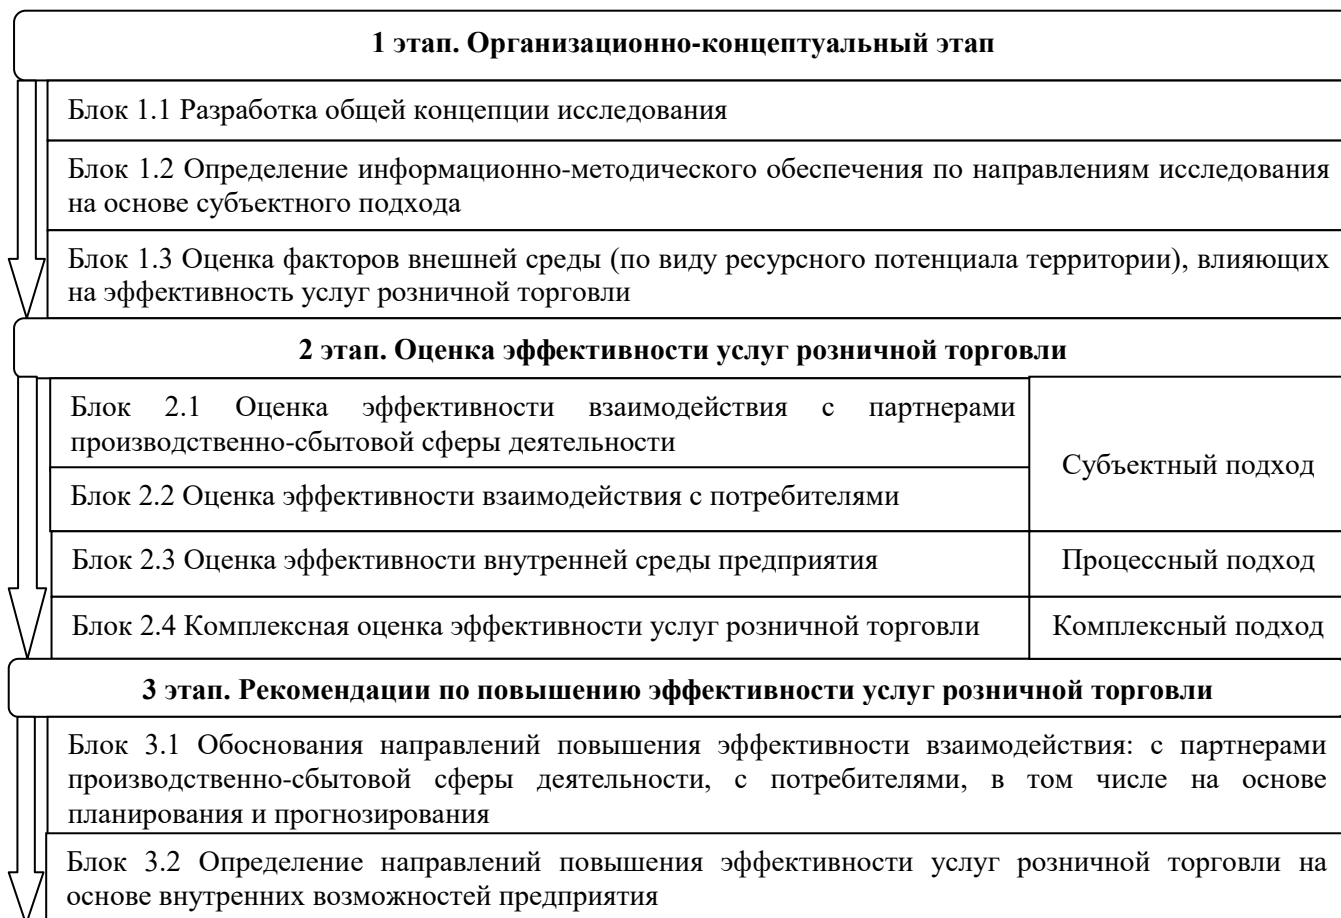 1 этап. Организационно-концептуальный этап
Блок 1.1 Разработка общей концепции исследования
Блок 1.2 Определение информационно-методического обеспечения по направлениям исследования
на основе субъектного подхода
Блок 1.3 Оценка факторов внешней среды (по виду ресурсного потенциала территории), влияющих
на эффективность услуг розничной торговли
2 этап. Оценка эффективности услуг розничной торговли
Блок 2.1 Оценка эффективности взаимодействия с партнерами
производственно-сбытовой сферы деятельности
Субъектный подход
Блок 2.2 Оценка эффективности взаимодействия с потребителями
Блок 2.3 Оценка эффективности внутренней среды предприятия
Процессный подход
Блок 2.4 Комплексная оценка эффективности услуг розничной торговли
Комплексный подход
3 этап. Рекомендации по повышению эффективности услуг розничной торговли
Блок 3.1 Обоснования направлений повышения эффективности взаимодействия: с партнерами
производственно-сбытовой сферы деятельности, с потребителями, в том числе на основе
планирования и прогнозирования
Блок 3.2 Определение направлений повышения эффективности услуг розничной торговли на
основе внутренних возможностей предприятия